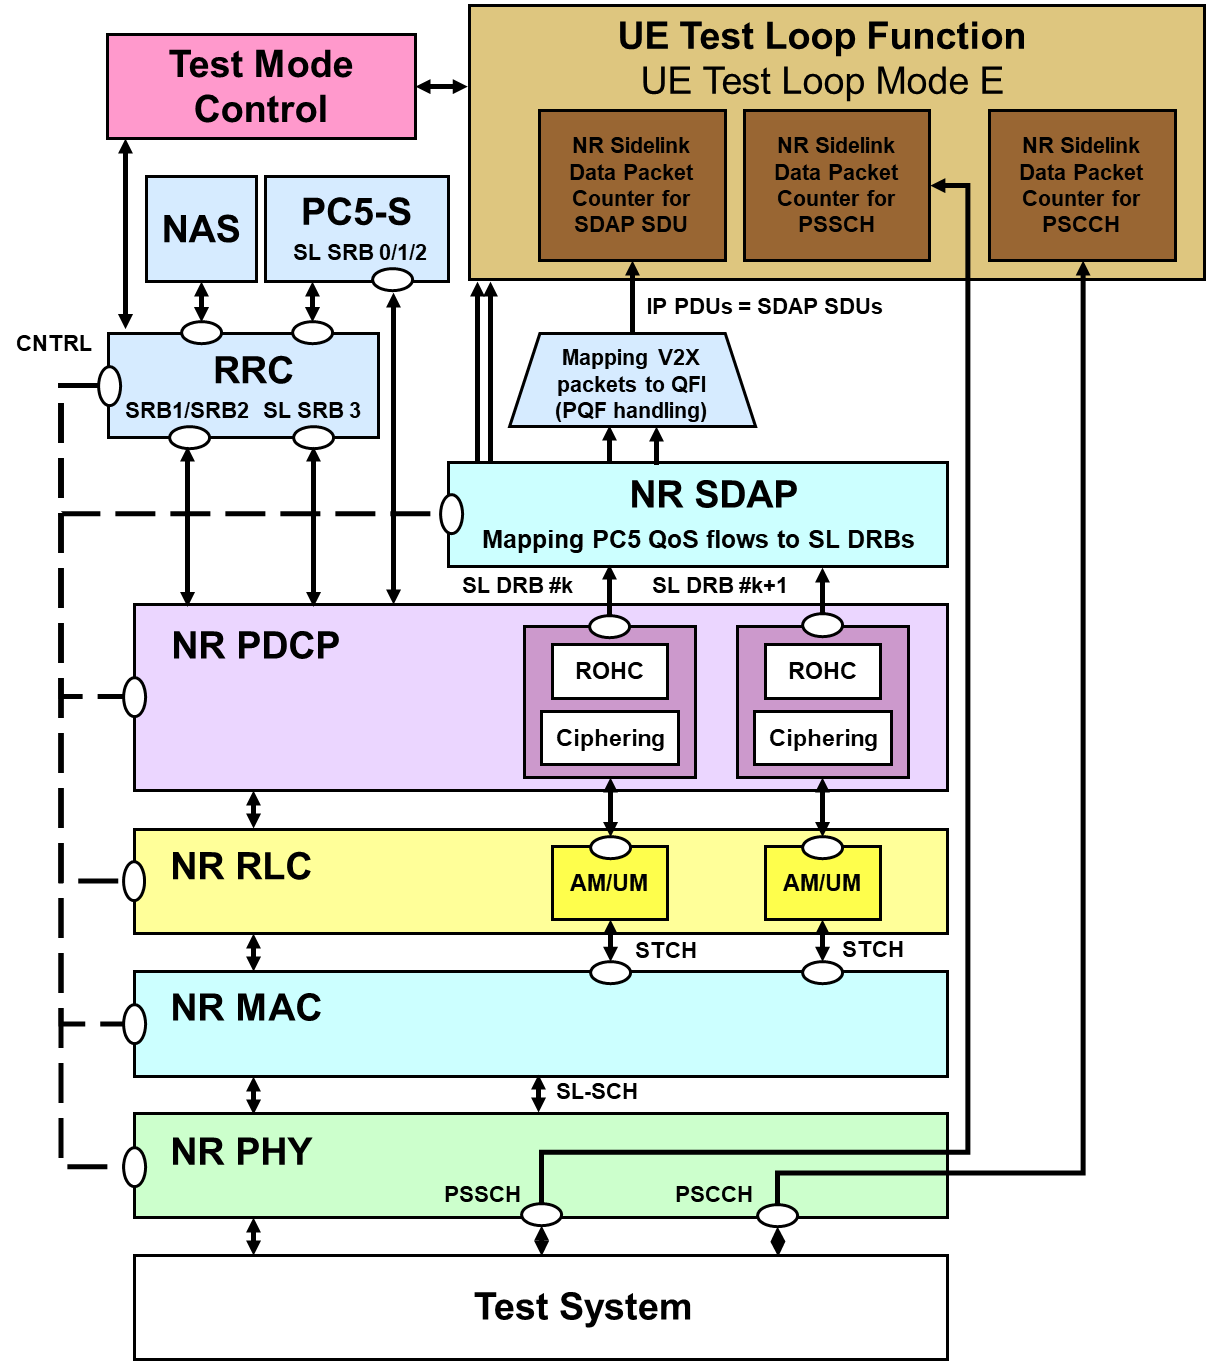 UE Test Loop Function
UE Test Loop Mode E
Test Mode
Control
NR Sidelink
Data Packet
Counter for
SDAP SDU
NR Sidelink
Data Packet
Counter for
PSSCH
NR Sidelink
Data Packet
Counter for
PSCCH
NAS
PC5-S
SL SRB 0/1/2
IP PDUs = SDAP SDUs
CNTRL
RRC
SRB1/SRB2 SL SRB 3
Mapping V2X
packets to QFI
(PQF handling)
NR SDAP
Mapping PC5 QoS flows to SL DRBs
SL DRB #k
SL DRB #k+1
NR PDCP
ROHC
Ciphering
ROHC
Ciphering
NR RLC
AM/UM
AM/UM
STCH
STCH
NR MAC
SL-SCH
NR PHY
PSSCH
PSCCH
Test System